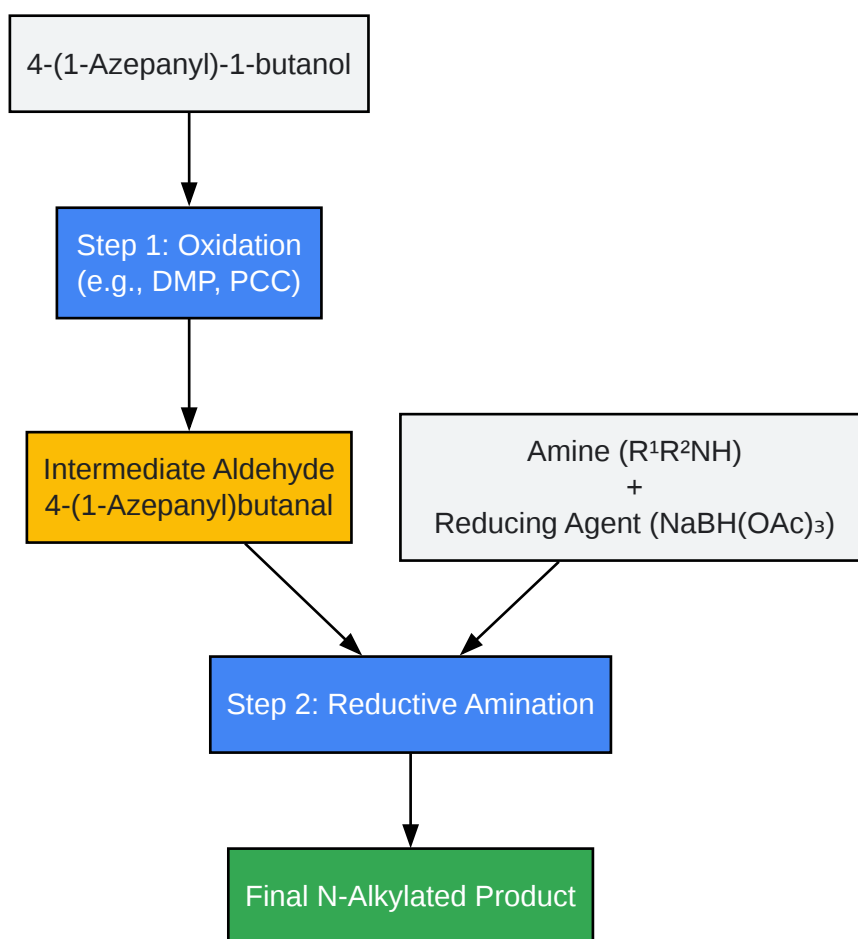 4-(1-Azepanyl)-1-butanol
Step 1: Oxidation
(e.g., DMP, PCC)
Intermediate Aldehyde
4-(1-Azepanyl)butanal
Amine (R¹R²NH)
+
Reducing Agent (NaBH(OAc)₃)
Step 2: Reductive Amination
Final N-Alkylated Product